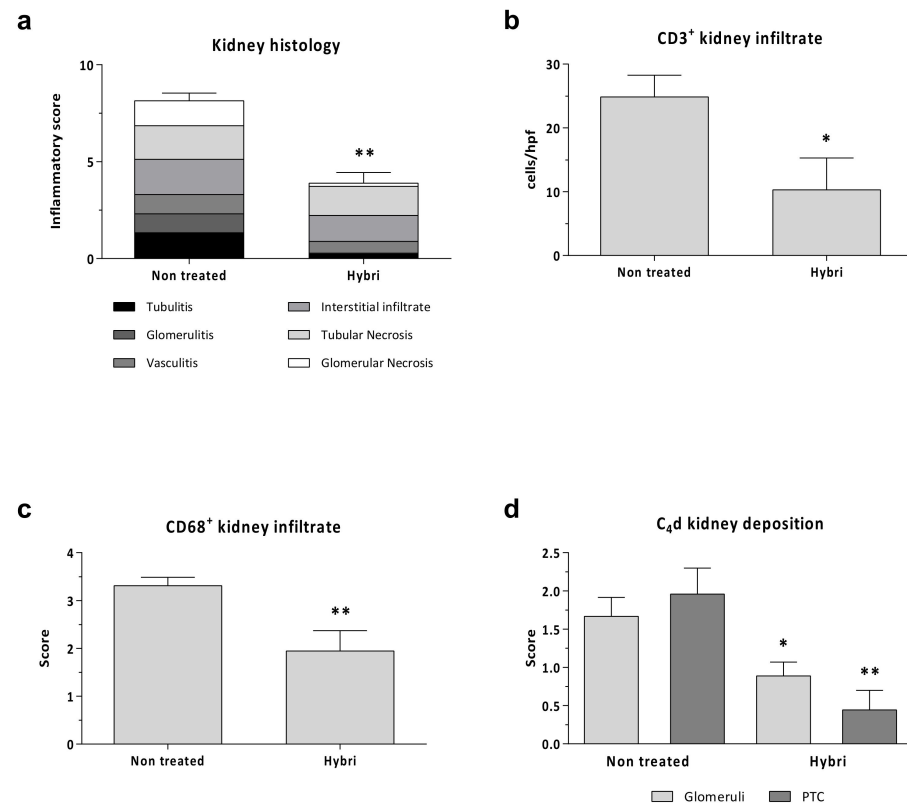 a
Kidney histology
Inflammatory score
10
5
0
**
Non treated
Hybri
Tubulitis
Interstitial infiltrate
Glomerulitis
Tubular Necrosis
Vasculitis
Glomerular Necrosis
b
CD3+ kidney infiltrate
cells/hpf
30
20
10
0
*
Non treated
Hybri
c
CD68+ kidney infiltrate
Score
4
3
2
1
0
**
Non treated
Hybri
d
C4d kidney deposition
Score
2.5
2.0
1.5
1.0
0.5
0.0
*
**
Non treated
Hybri
Glomeruli
PTC